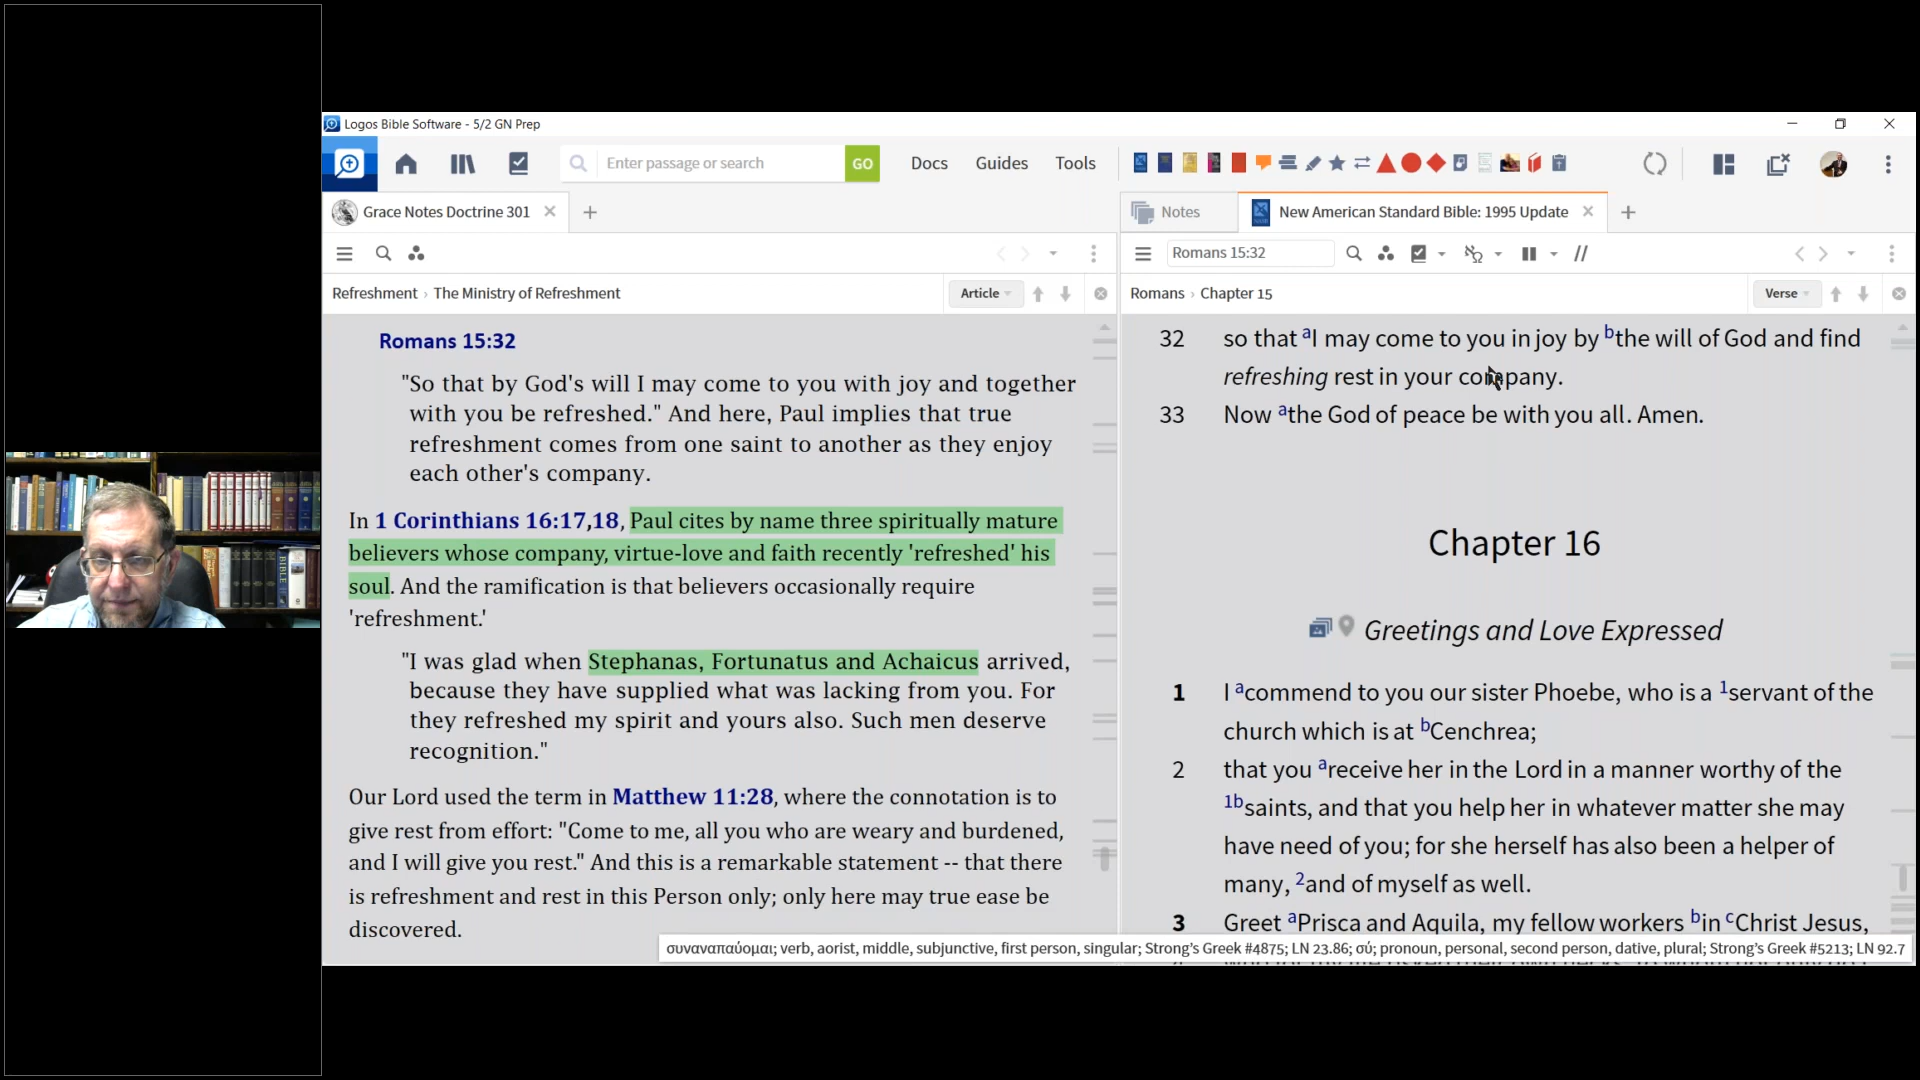 Logos Bible Software - 5/2 GN Prep
Enter passage or search
GO
Docs
Guides
Tools
Grace Notes Doctrine 301
Refreshment › The Ministry of Refreshment
Article
Romans 15:32
"So that by God's will I may come to you with joy and together
with you be refreshed." And here, Paul implies that true
refreshment comes from one saint to another as they enjoy
each other's company.
In 1 Corinthians 16:17,18, Paul cites by name three spiritually mature
believers whose company, virtue-love and faith recently 'refreshed' his
soul. And the ramification is that believers occasionally require
'refreshment.'
"I was glad when Stephanas, Fortunatus and Achaicus arrived,
because they have supplied what was lacking from you. For
they refreshed my spirit and yours also. Such men deserve
recognition."
Our Lord used the term in Matthew 11:28, where the connotation is to
give rest from effort: "Come to me, all you who are weary and burdened,
and I will give you rest." And this is a remarkable statement -- that there
is refreshment and rest in this Person only; only here may true ease be
discovered.
Notes
New American Standard Bible: 1995 Update
Romans 15:32
Romans › Chapter 15
Verse
32 so that aI may come to you in joy by bthe will of God and find
refreshing rest in your company.
33 Now athe God of peace be with you all. Amen.
Chapter 16
Greetings and Love Expressed
1 I acommend to you our sister Phoebe, who is a 1servant of the
church which is at bCenchrea;
2 that you areceive her in the Lord in a manner worthy of the
1bsaints, and that you help her in whatever matter she may
have need of you; for she herself has also been a helper of
many, 2and of myself as well.
3 Greet aPrisca and Aquila, my fellow workers bin cChrist Jesus,
συναναπαύομαι; verb, aorist, middle, subjunctive, first person, singular; Strong's Greek #4875; LN 23.86; σύ; pronoun, personal, second person, dative, plural; Strong's Greek #5213; LN 92.7